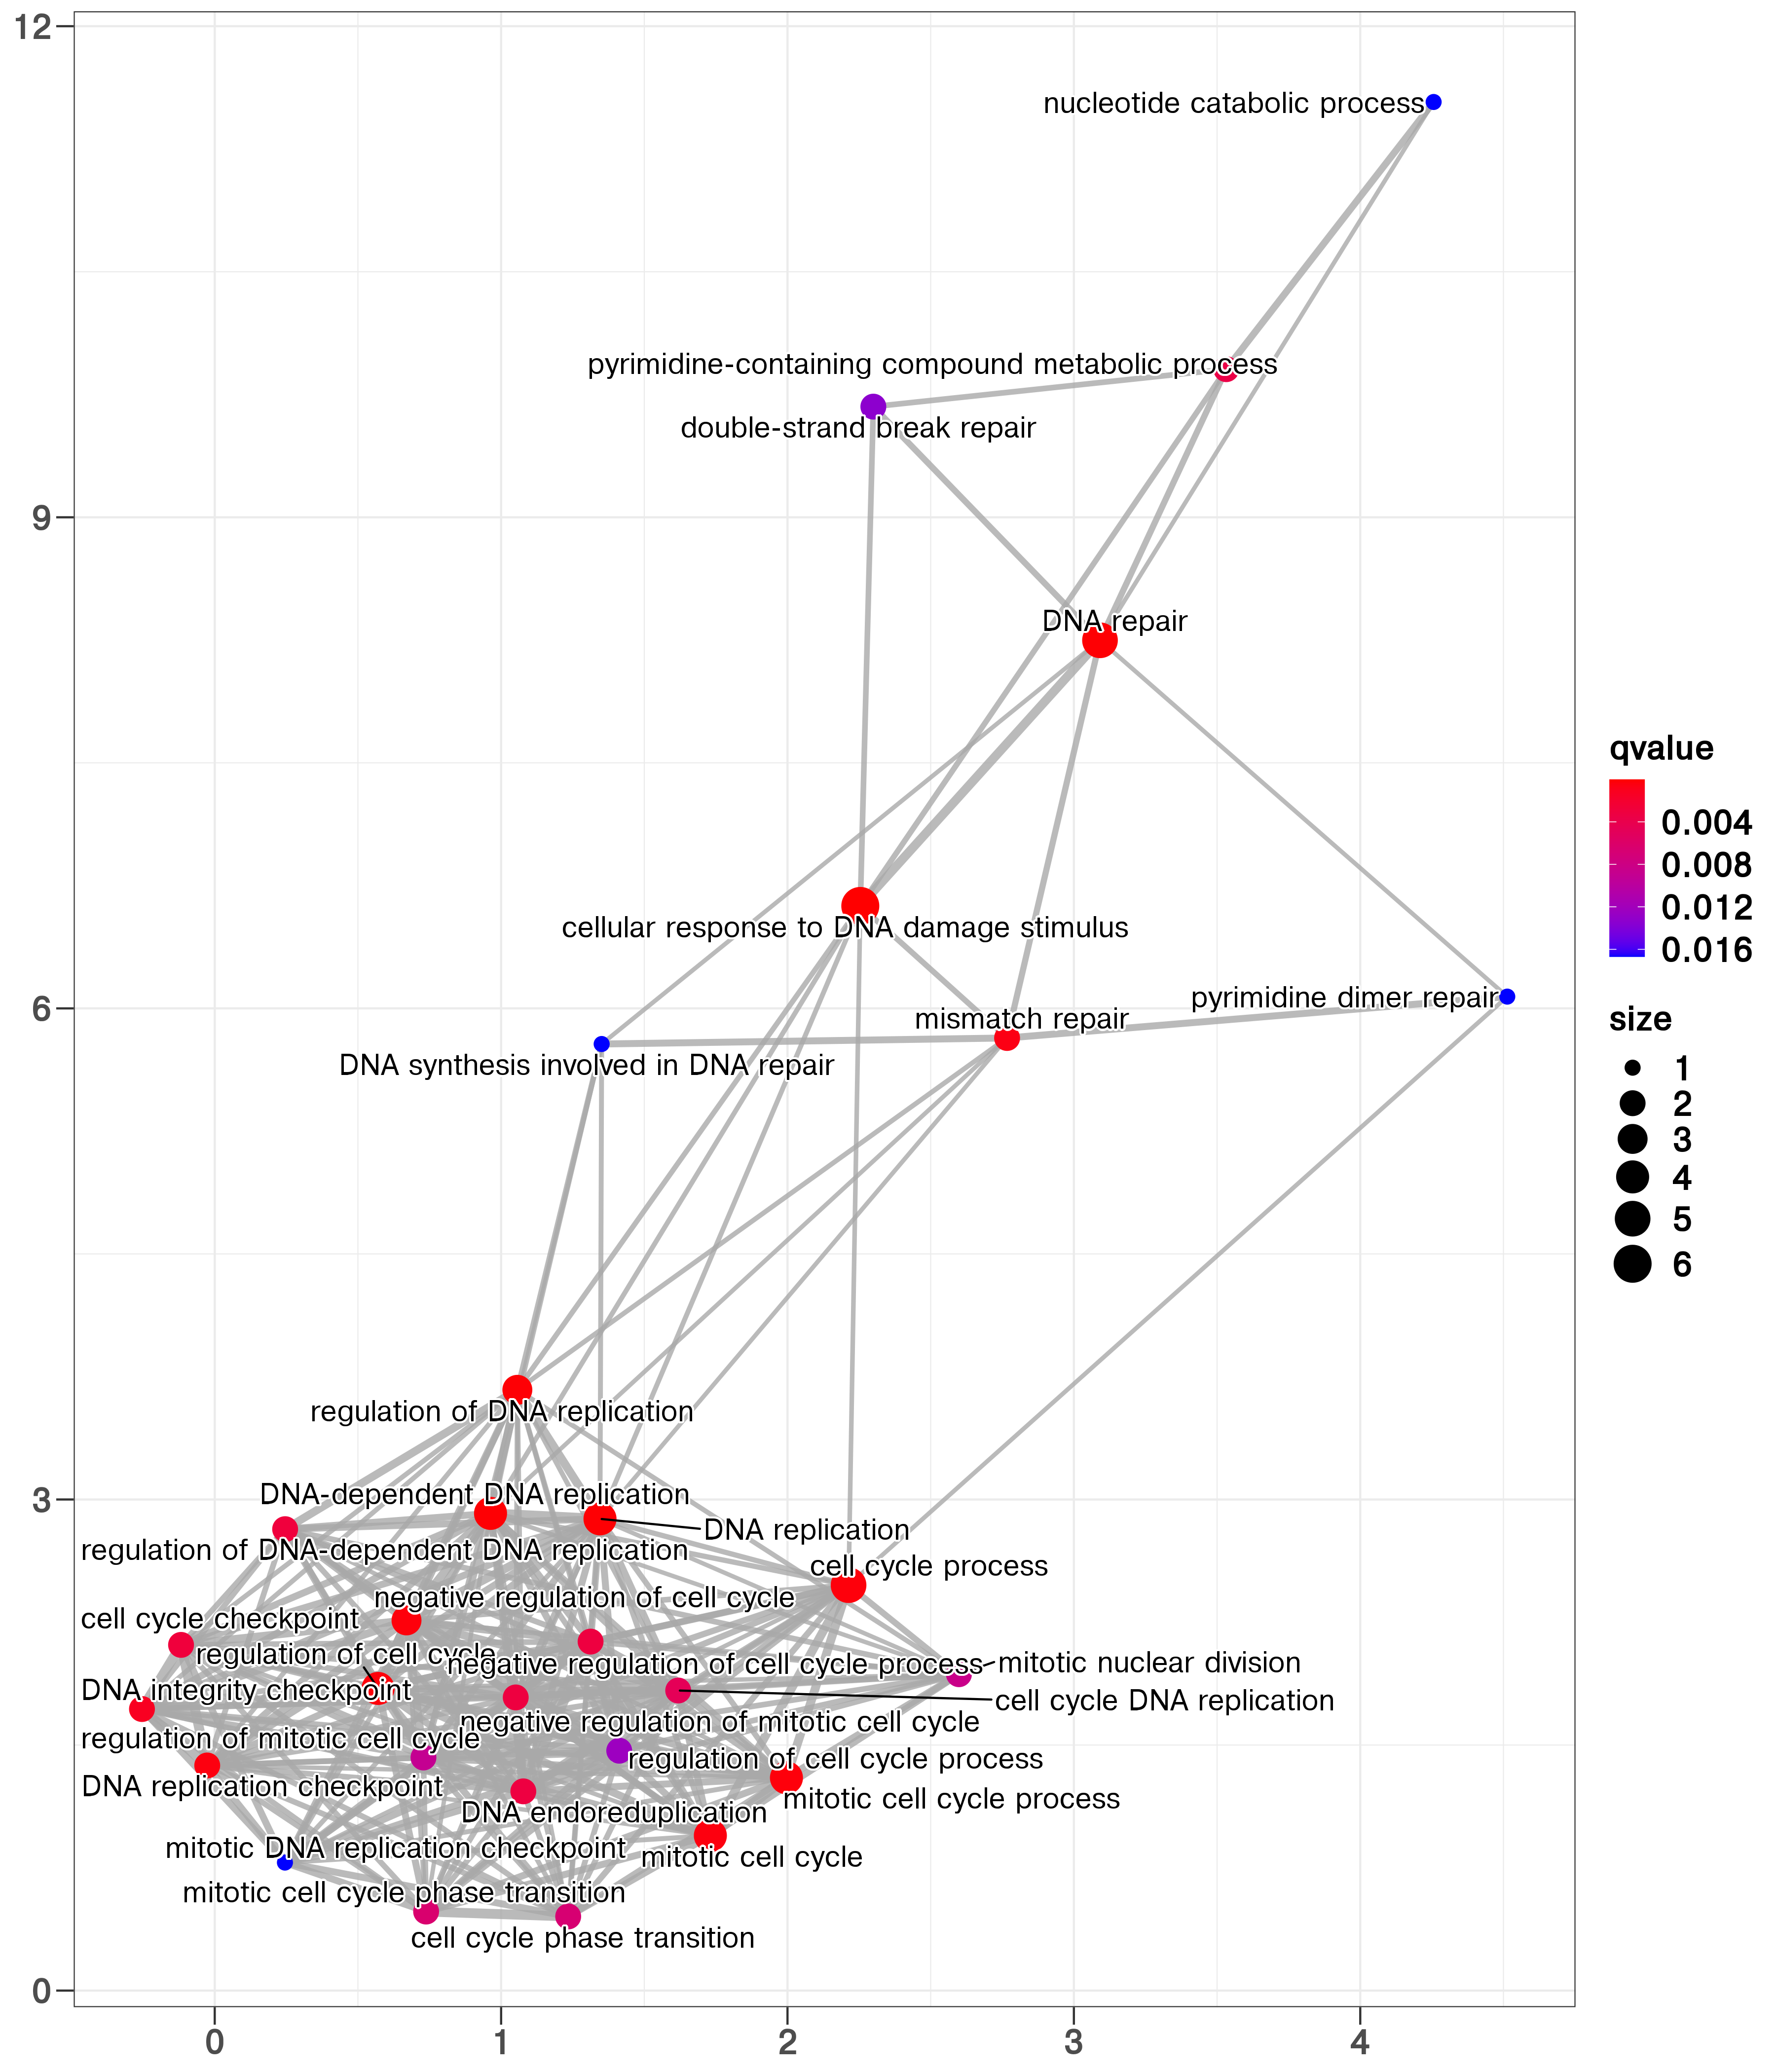 12
nucleotide catabolic process
pyrimidine-containing compound metabolic process
double-strand break repair
9
DNA repair
qvalue
0.004
0.008
0.012
0.016
cellular response to DNA damage stimulus
6
pyrimidine dimer repair
mismatch repair
DNA synthesis involved in DNA repair
size
1
2
3
4
5
6
regulation of DNA replication
3
DNA-dependent DNA replication
DNA replication
regulation of DNA-dependent DNA replication
cell cycle process
negative regulation of cell cycle
cell cycle checkpoint
regulation of cell cycle
negative regulation of cell cycle process
mitotic nuclear division
DNA integrity checkpoint
cell cycle DNA replication
negative regulation of mitotic cell cycle
regulation of mitotic cell cycle
regulation of cell cycle process
DNA replication checkpoint
mitotic cell cycle process
DNA endoreduplication
mitotic DNA replication checkpoint
mitotic cell cycle
mitotic cell cycle phase transition
cell cycle phase transition
0
0 1 2 3 4